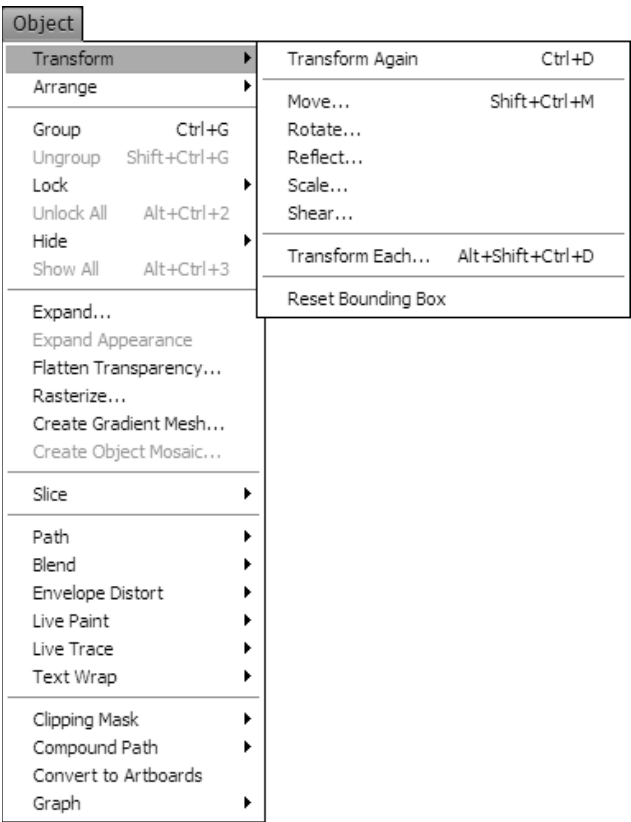 Object
Transform
Arrange
Group Ctrl+G
Ungroup Shift+Ctrl+G
Lock
Unlock All Alt+Ctrl+2
Hide
Show All Alt+Ctrl+3
Expand...
Expand Appearance
Flatten Transparency...
Rasterize...
Create Gradient Mesh...
Create Object Mosaic...
Slice
Path
Blend
Envelope Distort
Live Paint
Live Trace
Text Wrap
Clipping Mask
Compound Path
Convert to Artboards
Graph
Transform Again Ctrl+D
Move... Shift+Ctrl+M
Rotate...
Reflect...
Scale...
Shear...
Transform Each... Alt+Shift+Ctrl+D
Reset Bounding Box